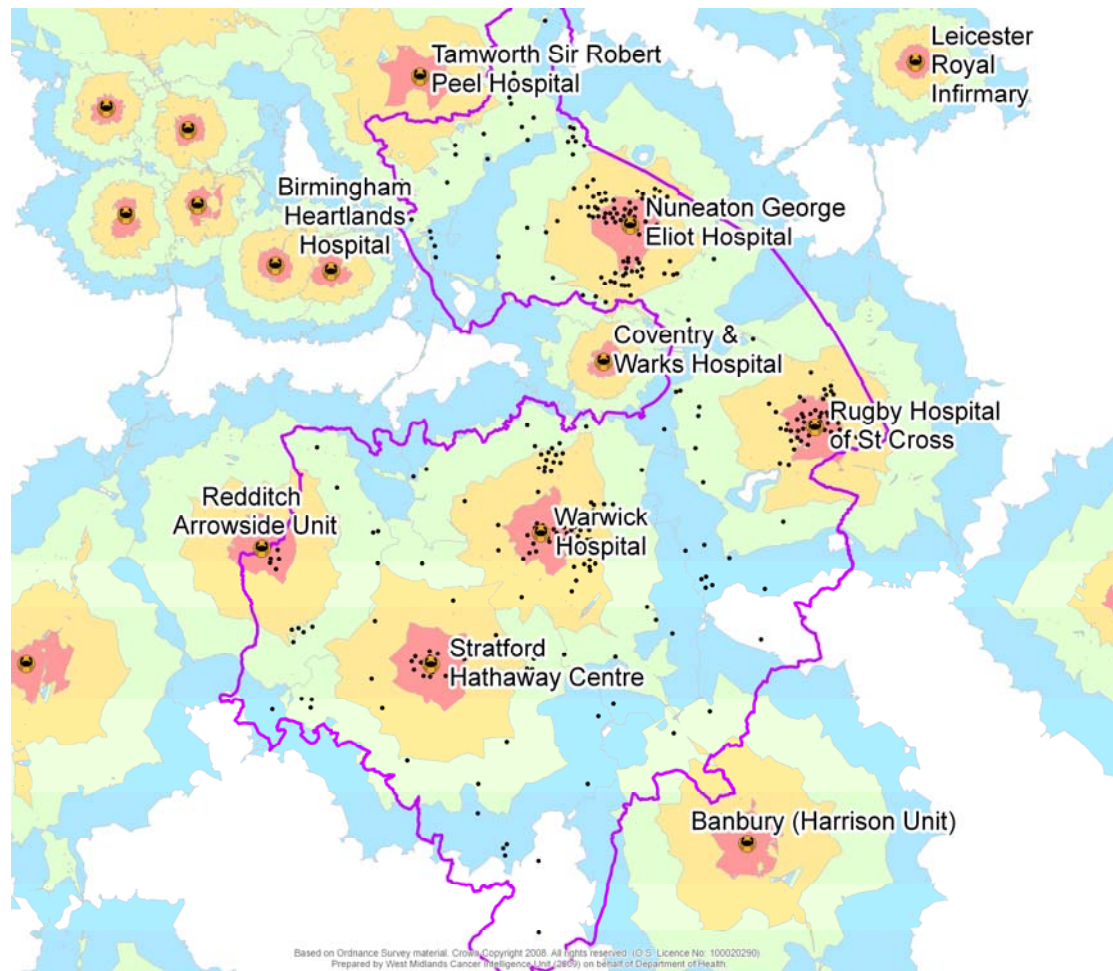 Tamworth Sir Robert
Peel Hospital
Leicester
Royal
Infirmary
Birmingham
Heartlands
Hospital
Nuneaton George
Eliot Hospital
Coventry &
Warks Hospital
Rugby Hospital
of St Cross
Redditch
Arrowside Unit
Warwick
Hospital
Stratford
Hathaway Centre
Banbury (Harrison Unit)
Based on Ordnance Survey material. Crown Copyright 2008. All rights reserved. (O.S. Licence No: 100020290)
Prepared by West Midlands Cancer Intelligence Unit (2009) on behalf of Department of Health.